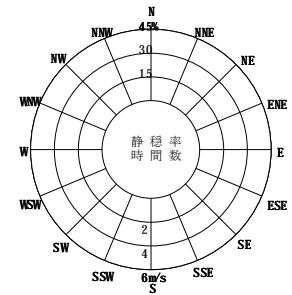 N
NNW
45%
NNE
NW
30
NE
15
WNW
ENE
静 穏 率
W
時 間 数
E
WSW
ESE
2
SW
4
SE
SSW
6m/s
SSE
S